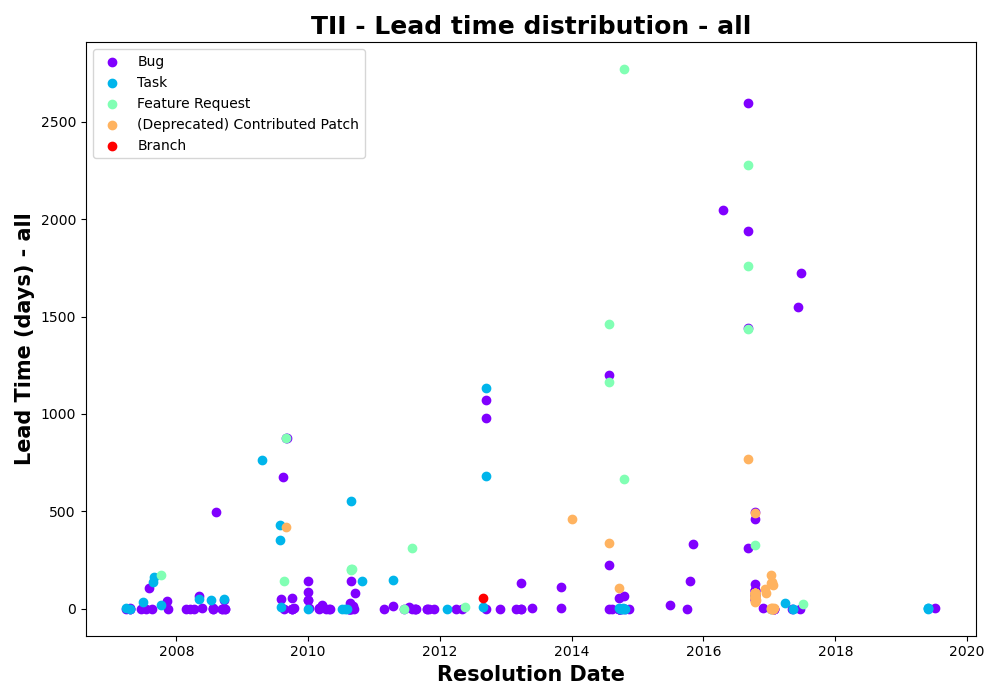 TII - Lead time distribution - all
Bug
Task
Feature Request
(Deprecated) Contributed Patch
Branch
Lead Time (days) - all
2500
2000
1500
1000
500
0
2008
2010
2012
2014
2016
2018
2020
Resolution Date